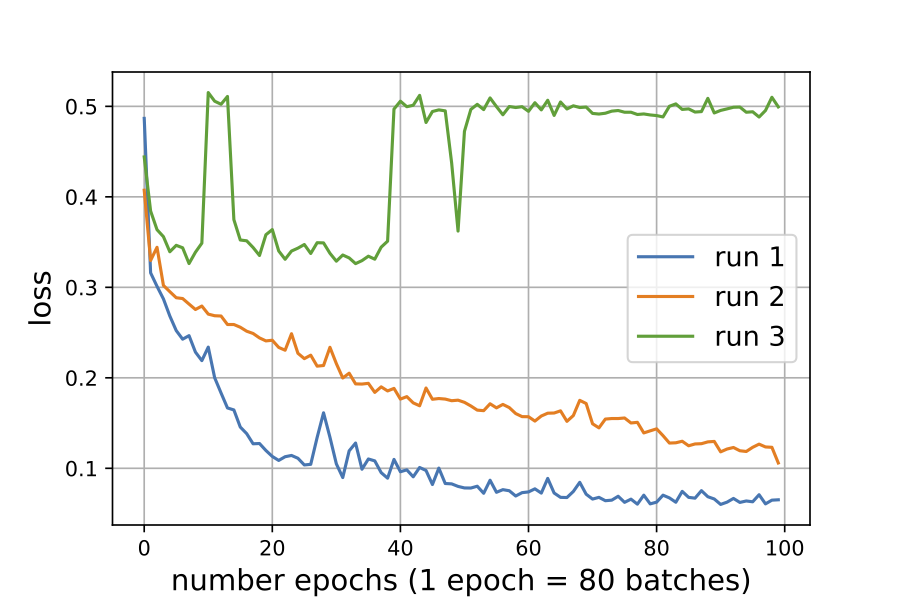 0.5
0.4
0.3
0.2
0.1
loss
run 1
run 2
run 3
0 20 40 60 80 100
number epochs (1 epoch = 80 batches)